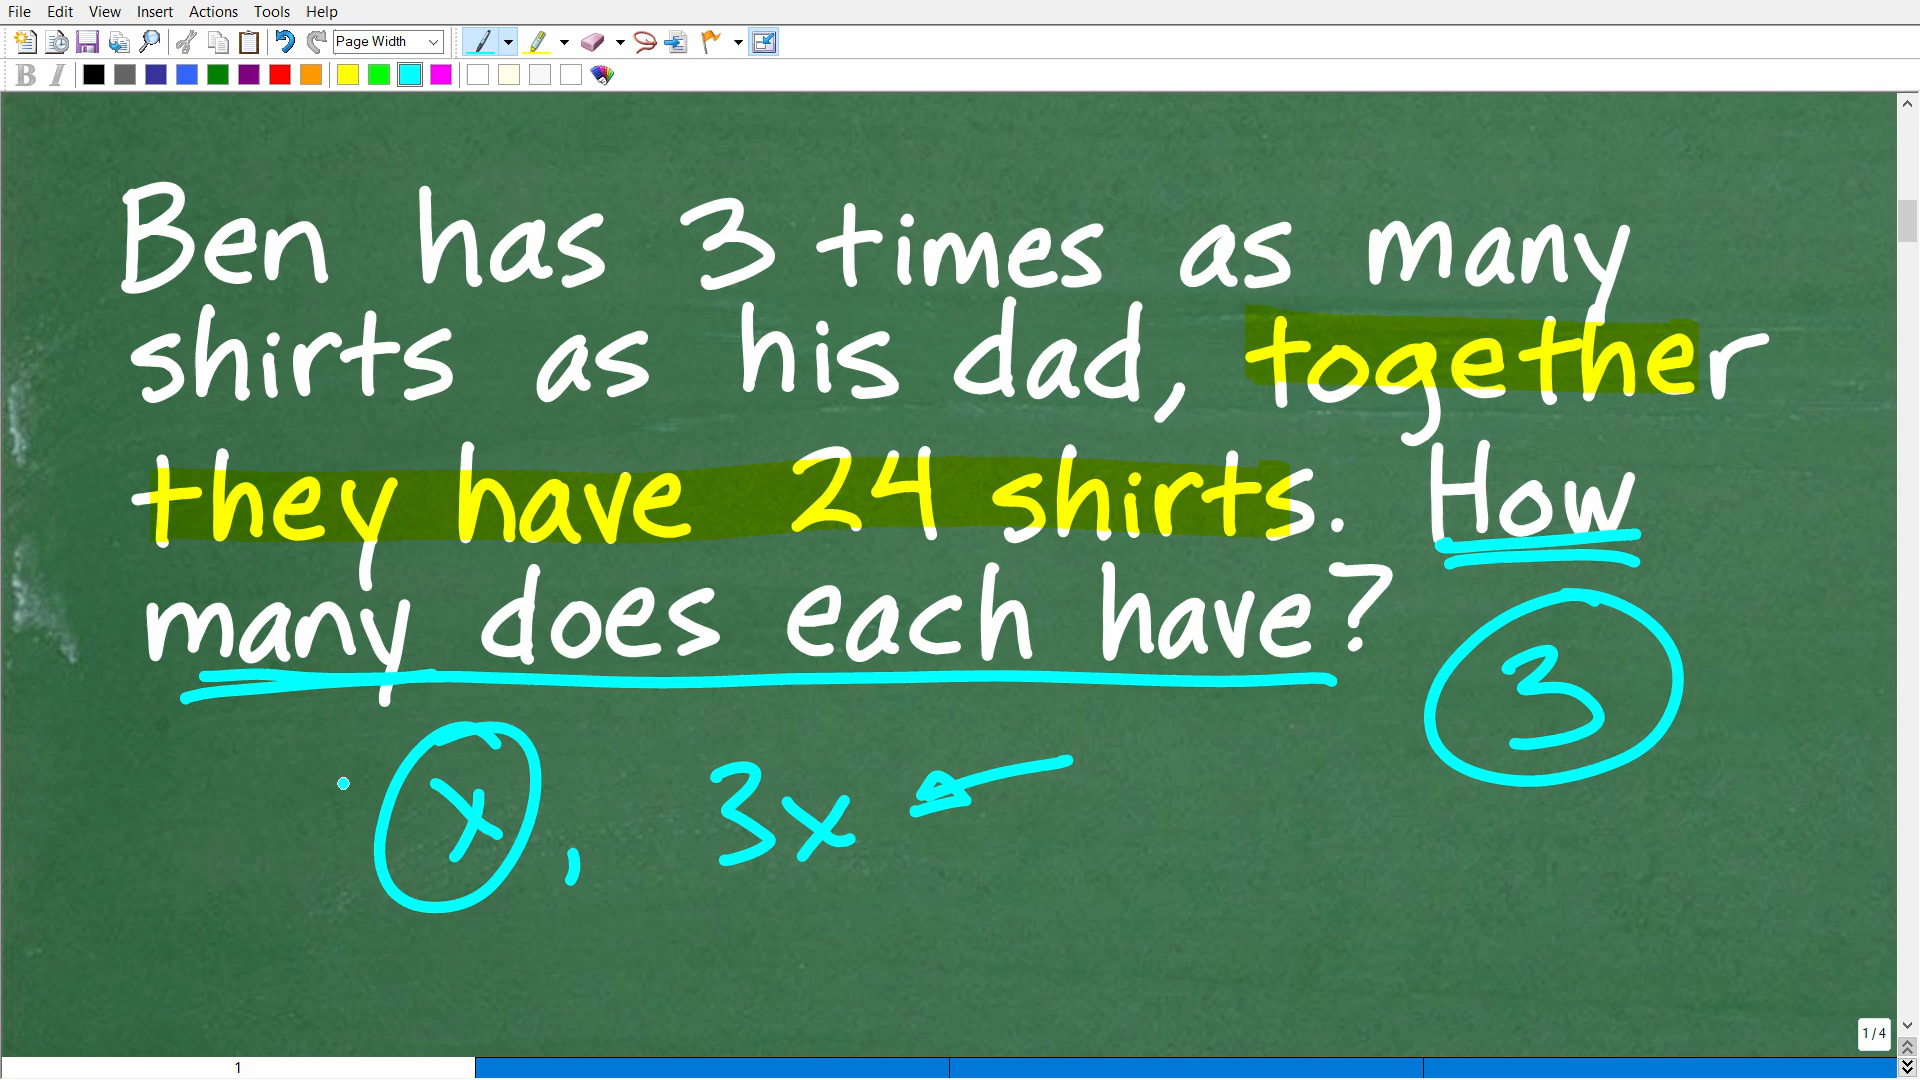 File Edit View Insert Actions Tools Help
Page Width
B I
Ben has 3 times as many
shirts as his dad, together
they have 24 shirts. How
many does each have?
3
x, 3x
1 / 4
1